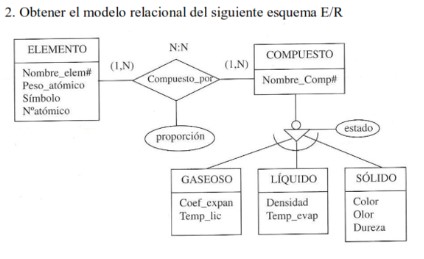 2. Obtener el modelo relacional del siguiente esquema E/R
ELEMENTO
Nombre_elem#
Peso_atómico
Símbolo
Nºatómico
(1,N)
N:N
Compuesto_por
(1,N)
COMPUESTO
Nombre_Comp#
proporción
estado
GASEOSO
Coef_expan
Temp_lic
LÍQUIDO
Densidad
Temp_evap
SÓLIDO
Color
Olor
Dureza